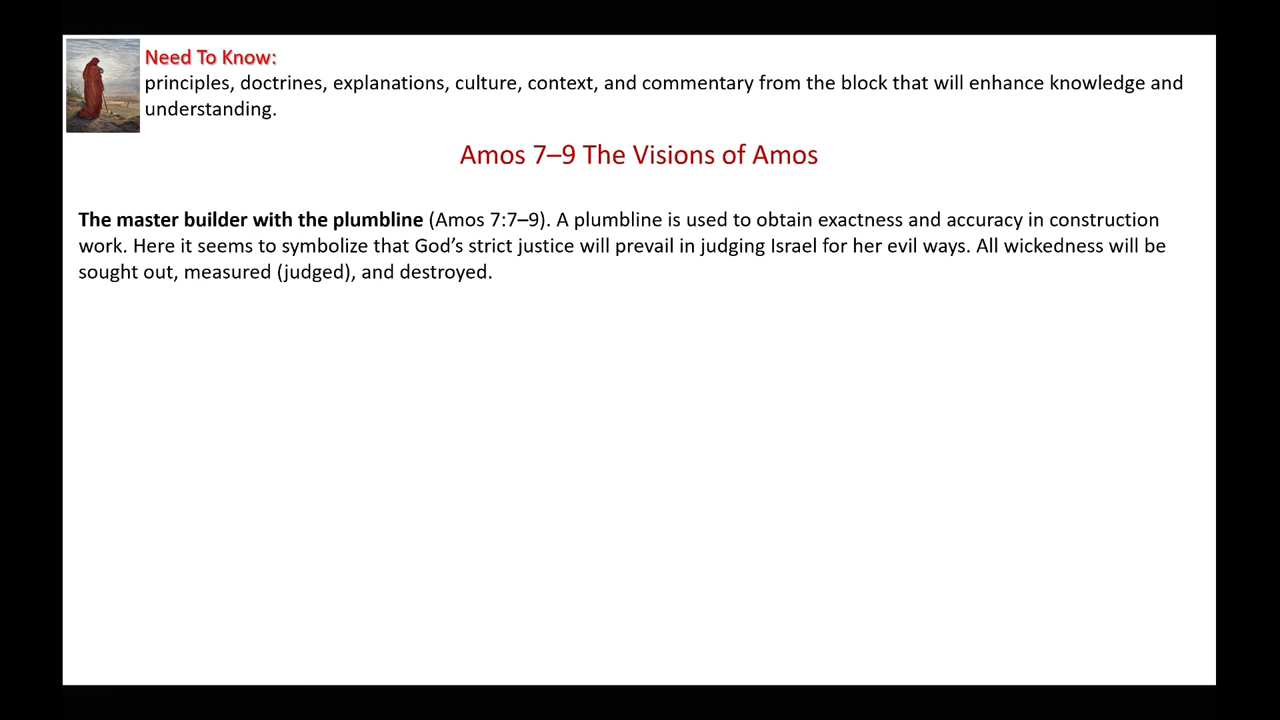 Need To Know:
principles, doctrines, explanations, culture, context, and commentary from the block that will enhance knowledge and
understanding.
Amos 7–9 The Visions of Amos
The master builder with the plumbline (Amos 7:7–9). A plumbline is used to obtain exactness and accuracy in construction
work. Here it seems to symbolize that God’s strict justice will prevail in judging Israel for her evil ways. All wickedness will be
sought out, measured (judged), and destroyed.